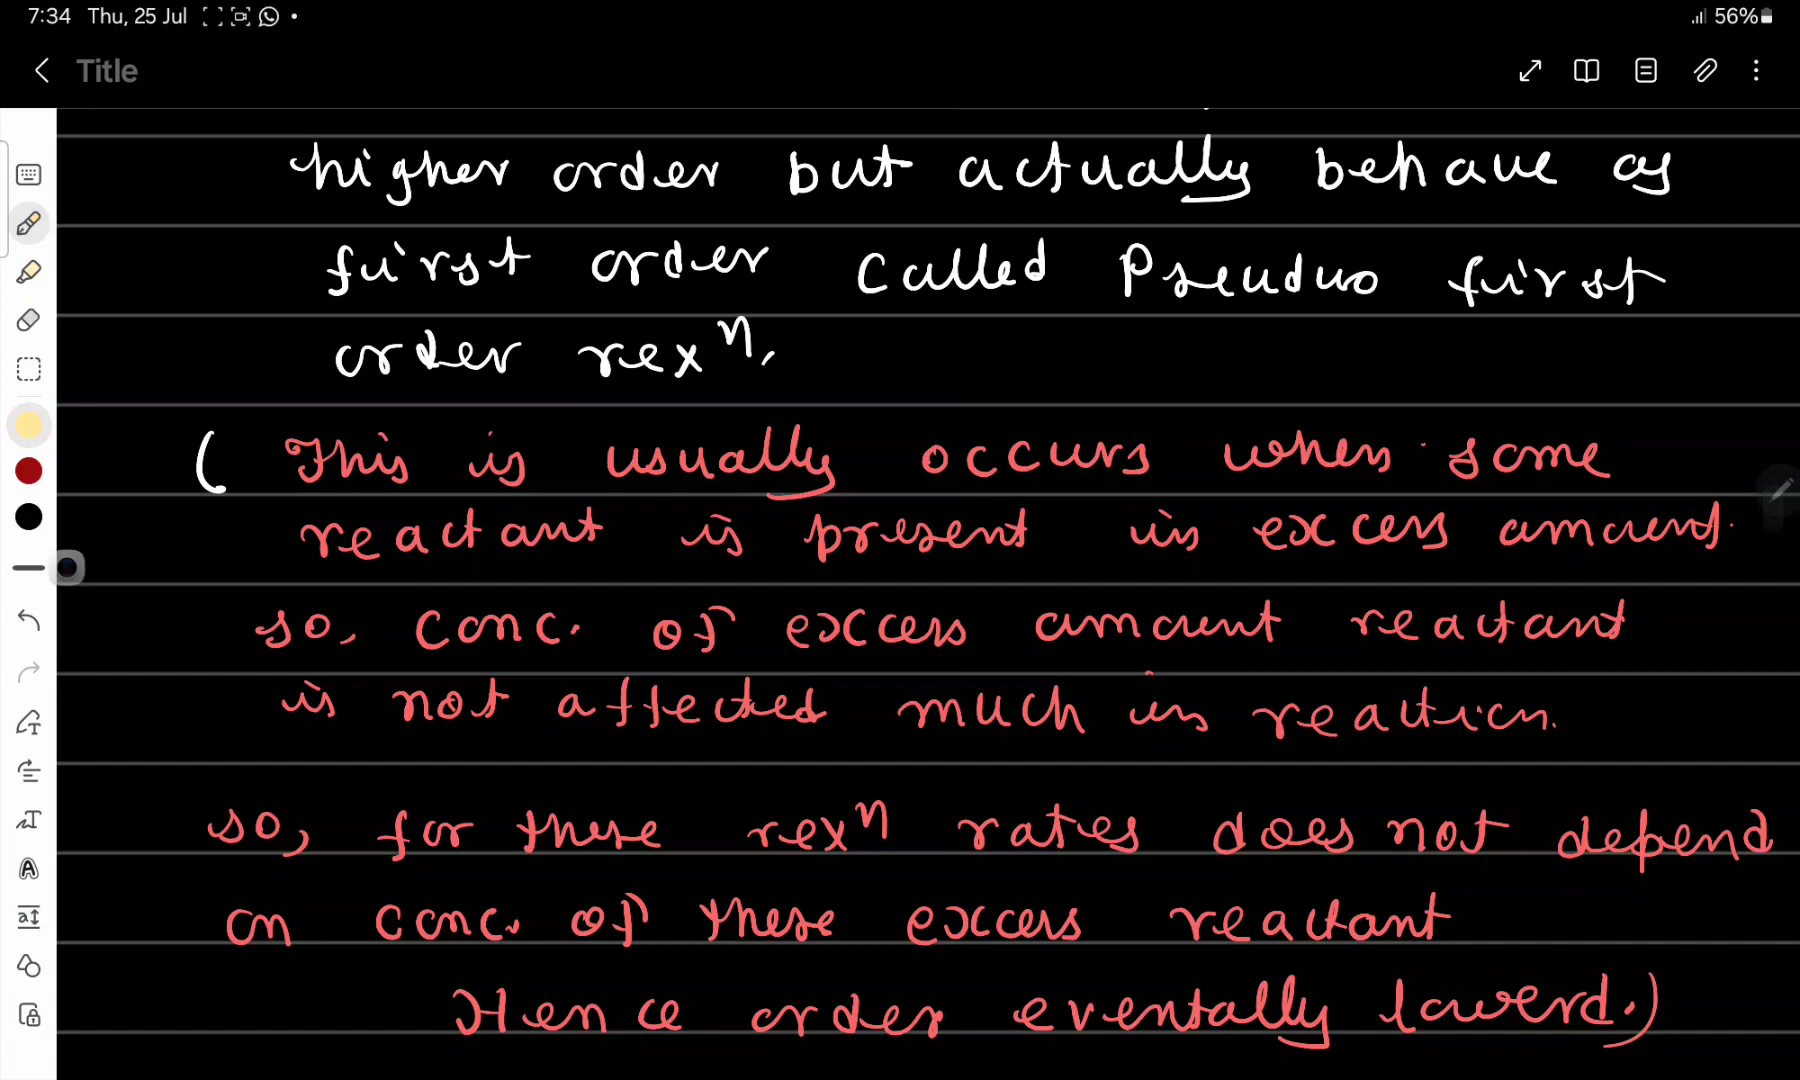 7:34 Thu, 25 Jul 56%
Title
higher order but actually behave as
first order called Pseuduo first
order rexⁿ.
( This is usually occurs when some
reactant is present in excess amount.
so, conc. of excess amount reactant
is not affected much in reaction.
so, for these rexⁿ rates does not depend
on conc. of these excess reactant
Hence order eventally lowerd.)